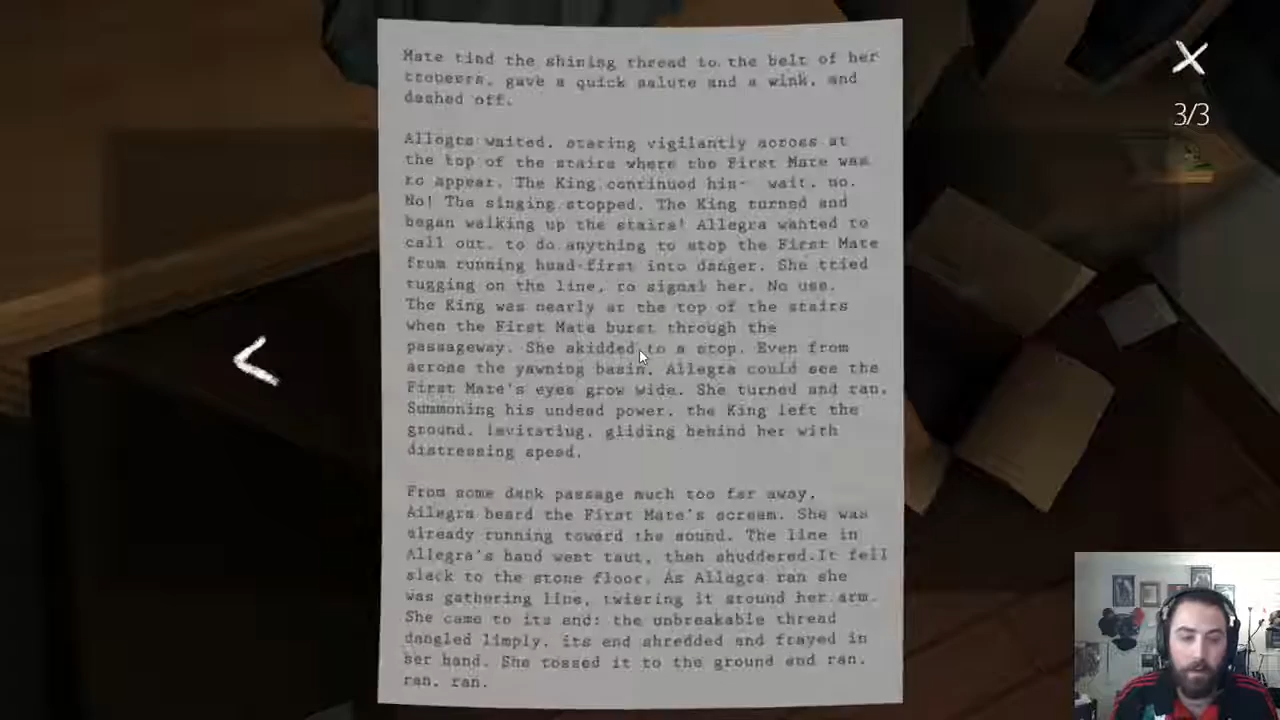 Mate tied the shining thread to the belt of her
trousers, gave a quick salute and a wink, and
dashed off.
Allegra waited, staring vigilantly across at
the top of the stairs where the First Mate was
to appear. The King continued his- wait, no.
No! The singing stopped. The King turned and
began walking up the stairs! Allegra wanted to
call out, to do anything to stop the First Mate
from running head-first into danger. She tried
tugging on the line, to signal her. No use.
The King was nearly at the top of the stairs
when the First Mate burst through the
passageway. She skidded to a stop. Even from
across the yawning basin, Allegra could see the
First Mate's eyes grow wide. She turned and ran.
Summoning his undead power, the King left the
ground, levitating, gliding behind her with
distressing speed.
From some dark passage much too far away,
Allegra heard the First Mate's scream. She was
already running toward the sound. The line in
Allegra's hand went taut, then shuddered.It fell
slack to the stone floor. As Allegra ran she
was gathering line, twisting it around her arm.
She came to its end: the unbreakable thread
dangled limply, its end shredded and frayed in
her hand. She tossed it to the ground and ran,
ran, ran.
3/3